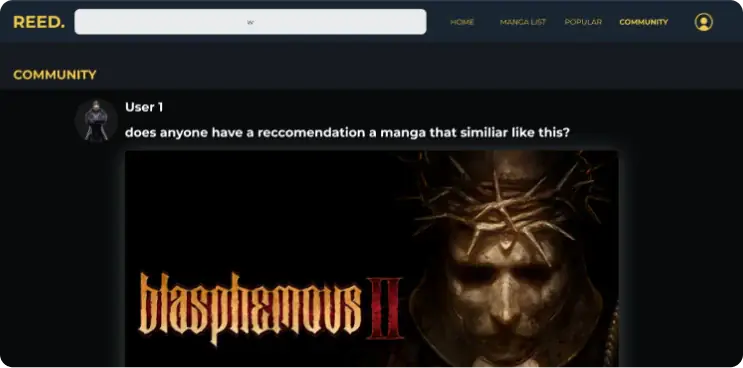 REED.
w
HOME
MANGA LIST
POPULAR
COMMUNITY
COMMUNITY
User 1
does anyone have a reccomendation a manga that similiar like this?
blasphemous II